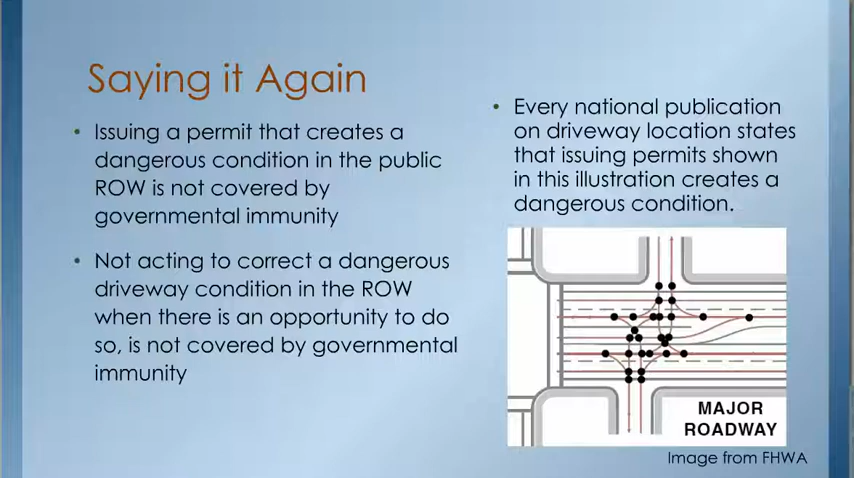 Saying it Again
• Issuing a permit that creates a
dangerous condition in the public
ROW is not covered by
governmental immunity
• Not acting to correct a dangerous
driveway condition in the ROW
when there is an opportunity to do
so, is not covered by governmental
immunity
• Every national publication
on driveway location states
that issuing permits shown
in this illustration creates a
dangerous condition.
MAJOR
ROADWAY
Image from FHWA